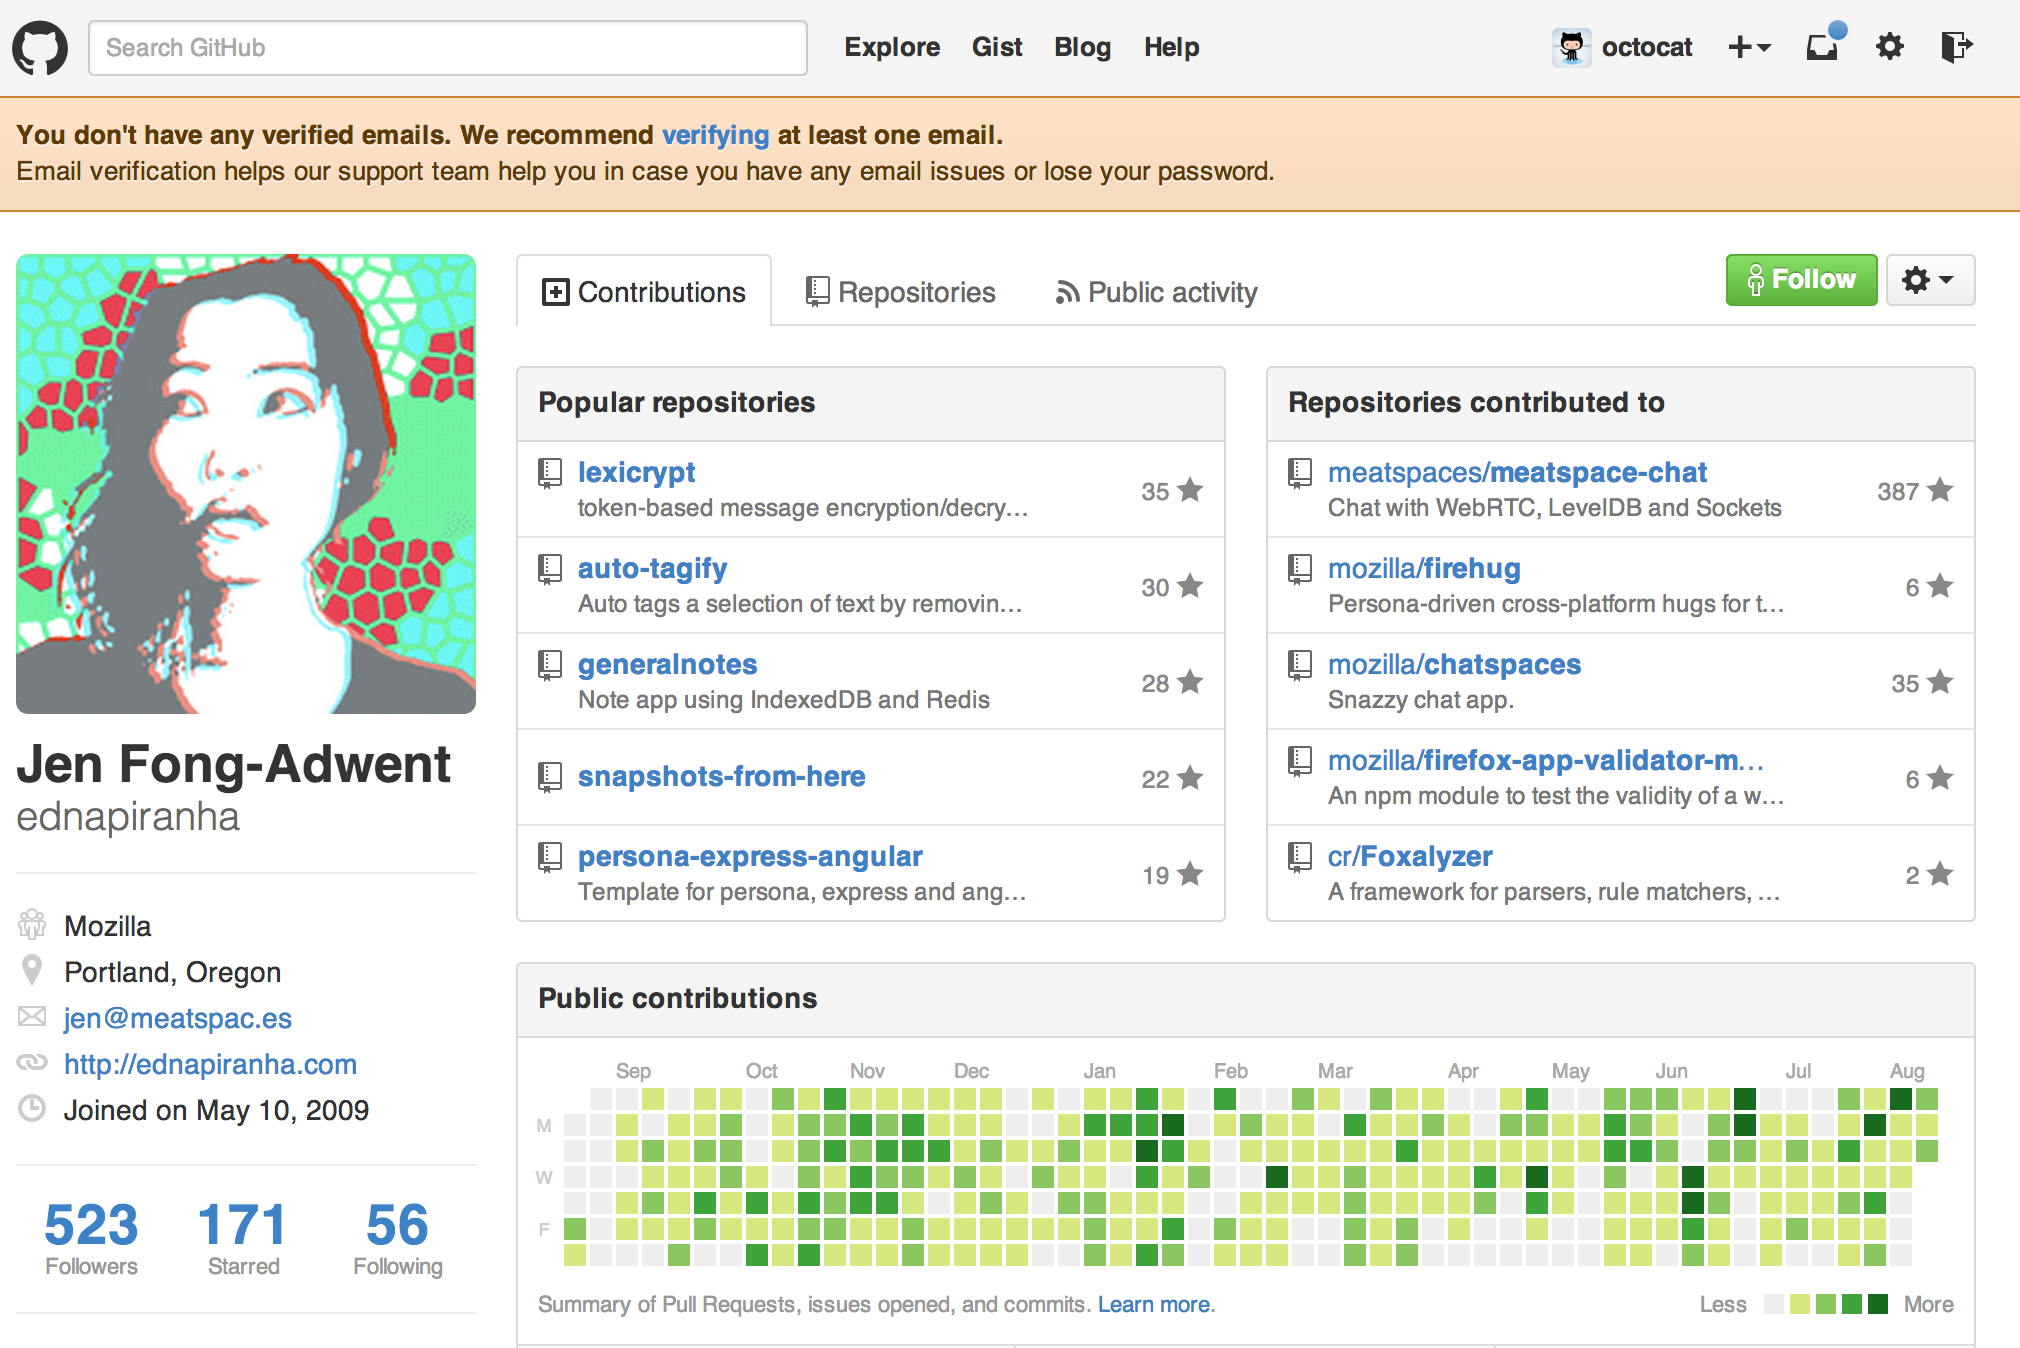 Search GitHub
Explore Gist Blog Help
octocat
You don't have any verified emails. We recommend verifying at least one email.
Email verification helps our support team help you in case you have any email issues or lose your password.
Jen Fong-Adwent
ednapiranha
Mozilla
Portland, Oregon
jen@meatspac.es
http://ednapiranha.com
Joined on May 10, 2009
523 171 56
Followers Starred Following
Contributions Repositories Public activity
Follow
Popular repositories
lexicrypt
token-based message encryption/decry…
35
auto-tagify
Auto tags a selection of text by removin…
30
generalnotes
Note app using IndexedDB and Redis
28
snapshots-from-here
22
persona-express-angular
Template for persona, express and ang…
19
Repositories contributed to
meatspaces/meatspace-chat
Chat with WebRTC, LevelDB and Sockets
387
mozilla/firehug
Persona-driven cross-platform hugs for t…
6
mozilla/chatspaces
Snazzy chat app.
35
mozilla/firefox-app-validator-m…
An npm module to test the validity of a w…
6
cr/Foxalyzer
A framework for parsers, rule matchers, …
2
Public contributions
Sep Oct Nov Dec Jan Feb Mar Apr May Jun Jul Aug
M
W
F
Summary of Pull Requests, issues opened, and commits. Learn more.
Less More